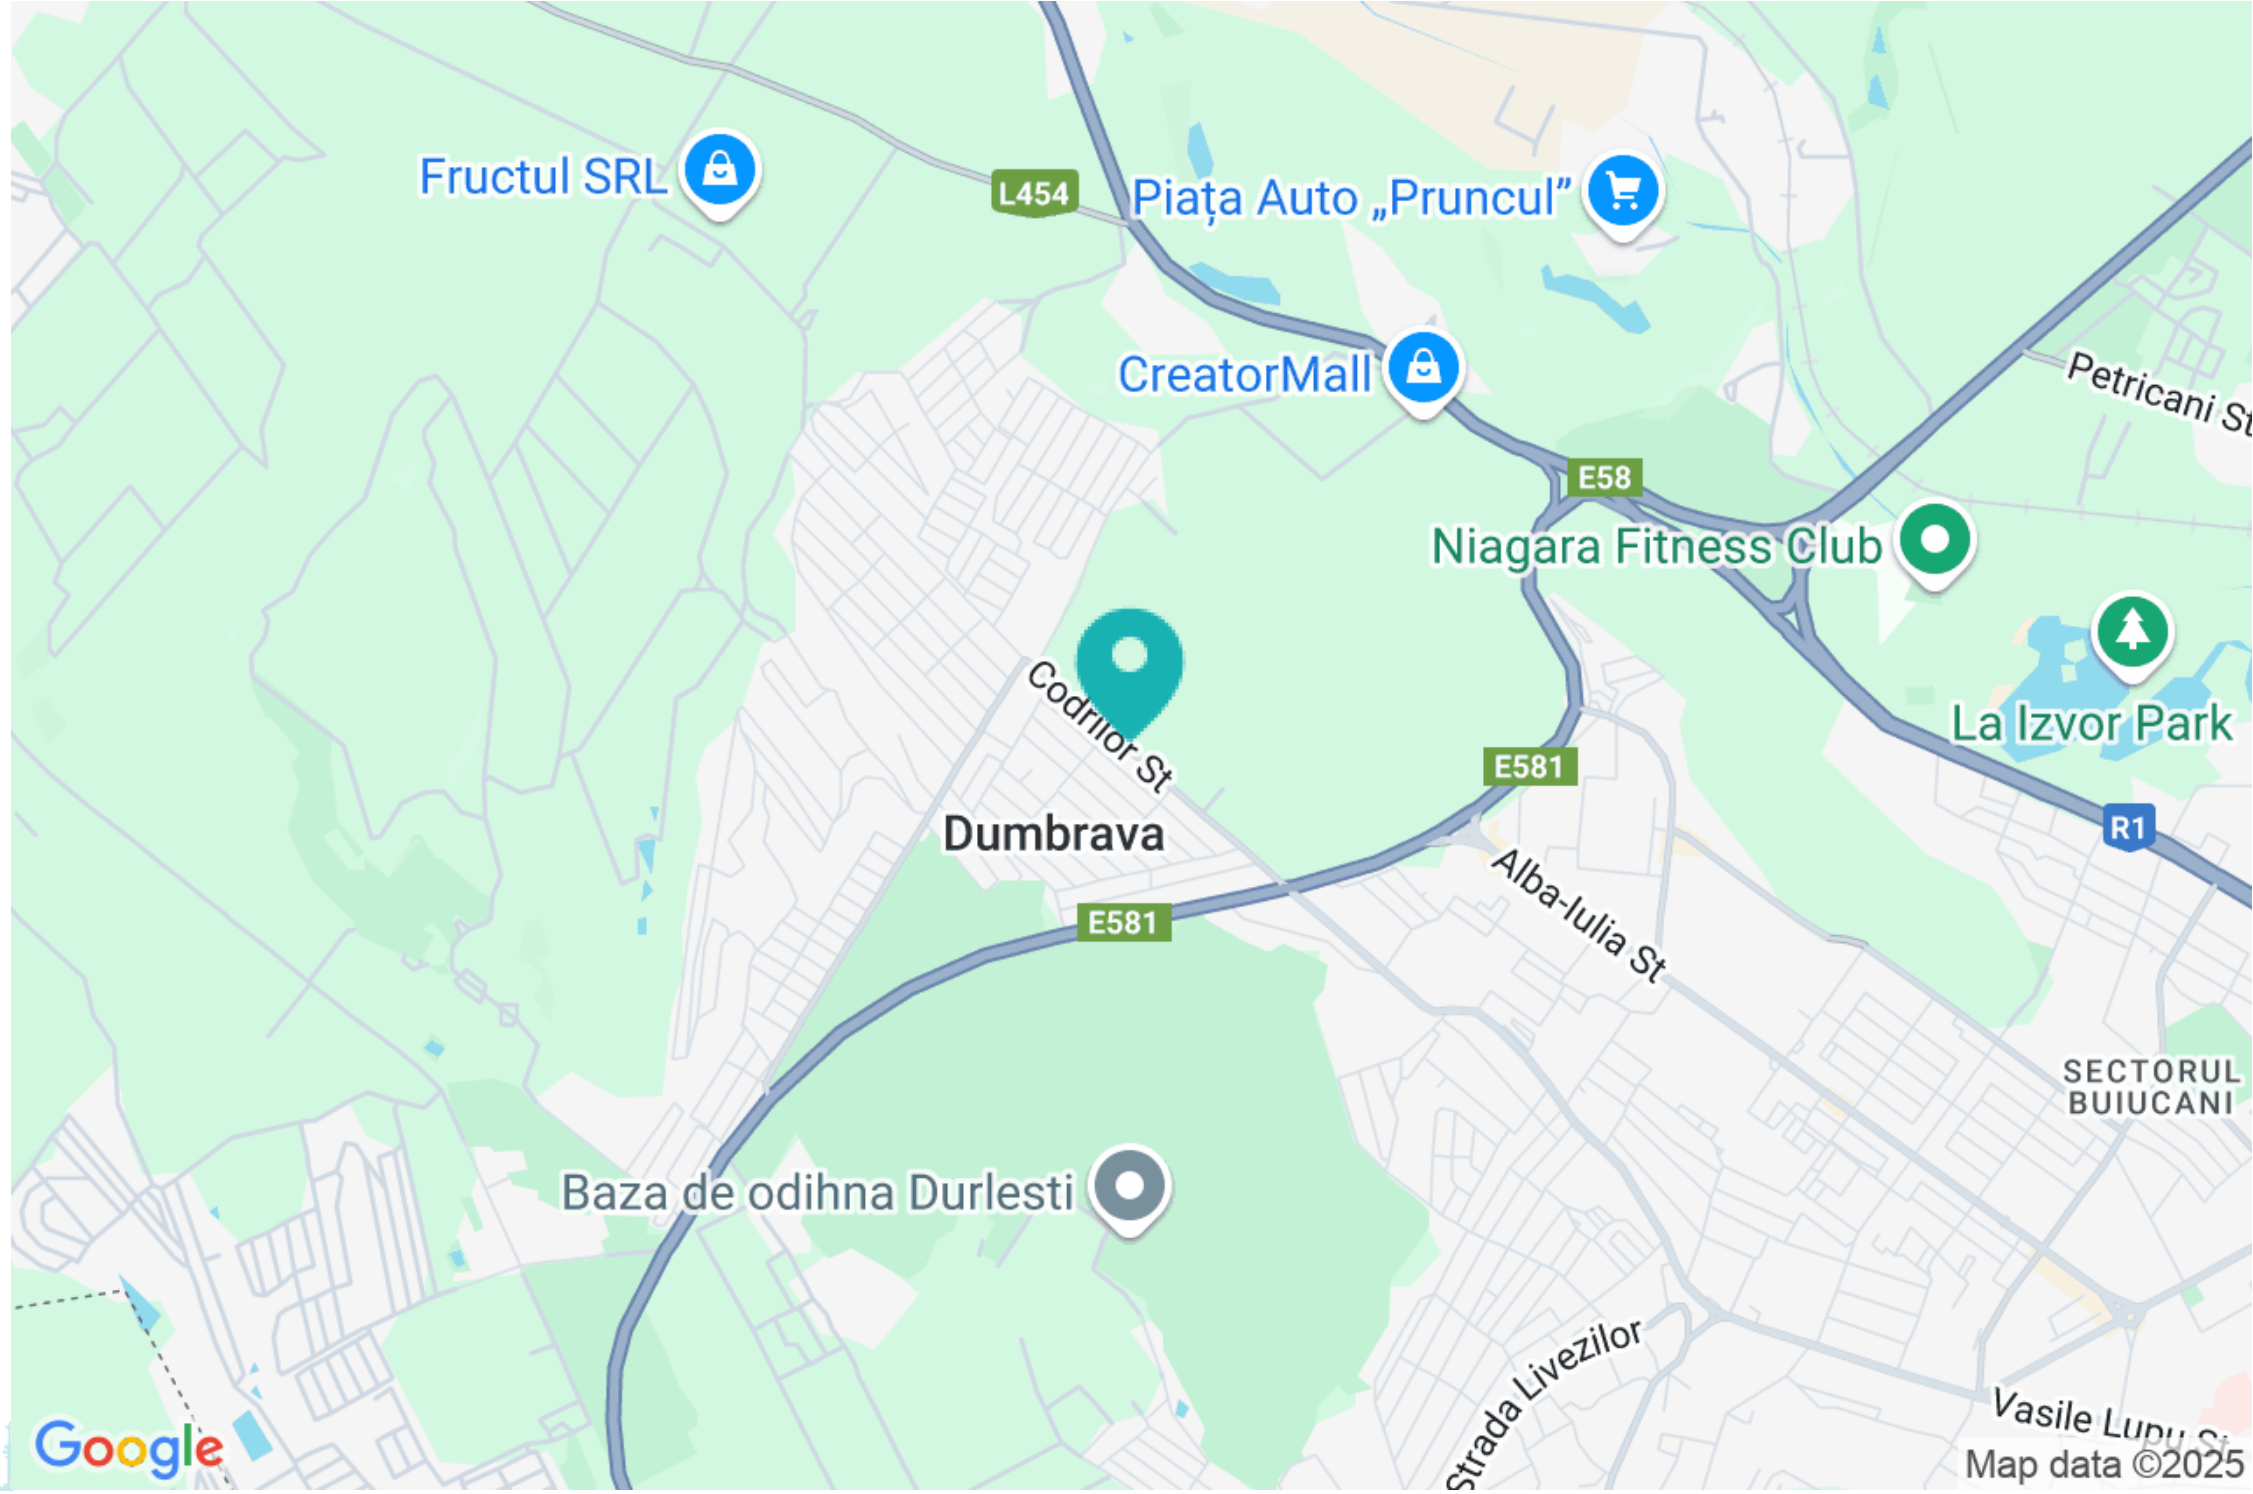 Fructul SRL
L454
Piața Auto „Pruncul”
CreatorMall
Petricani St
E58
Niagara Fitness Club
Codrilor St
La Izvor Park
E581
R1
Dumbrava
Alba-Iulia St
E581
SECTORUL
BUIUCANI
Baza de odihna Durlesti
Strada Livezilor
Vasile Lupu St
Google
Map data ©2025